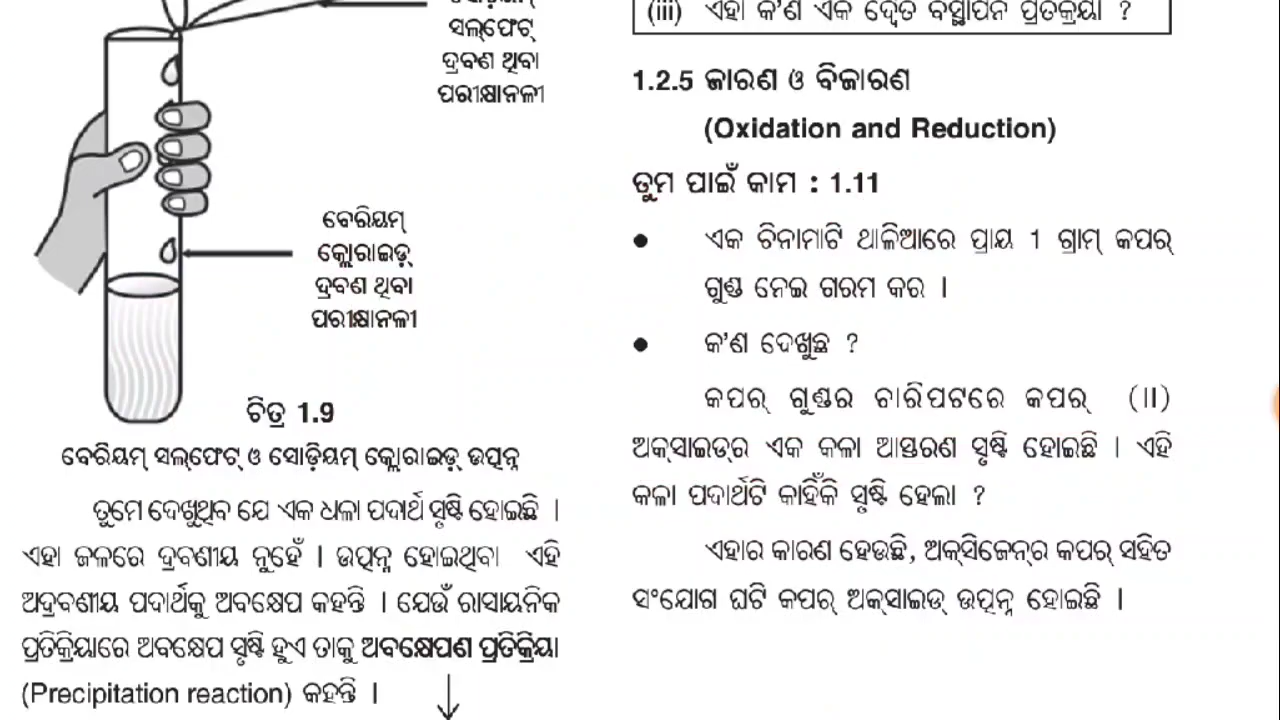 ସଲ୍‌ଫେଟ୍
ଦ୍ରବଣ ଥିବା
ପରୀକ୍ଷାନଳୀ
ବେରିୟମ୍
କ୍ଲୋରାଇଡ଼୍
ଦ୍ରବଣ ଥିବା
ପରୀକ୍ଷାନଳୀ
ଚିତ୍ର 1.9
ବେରିୟମ୍ ସଲ୍‌ଫେଟ୍ ଓ ସୋଡ଼ିୟମ୍ କ୍ଲୋରାଇଡ଼୍ ଉତ୍ପନ୍ନ
ତୁମେ ଦେଖୁଥିବ ଯେ ଏକ ଧଳା ପଦାର୍ଥ ସୃଷ୍ଟି ହୋଇଛି ।
ଏହା ଜଳରେ ଦ୍ରବଣୀୟ ନୁହେଁ । ଉତ୍ପନ୍ନ ହୋଇଥିବା ଏହି
ଅଦ୍ରବଣୀୟ ପଦାର୍ଥକୁ ଅବକ୍ଷେପ କହନ୍ତି । ଯେଉଁ ରାସାୟନିକ
ପ୍ରତିକ୍ରିୟାରେ ଅବକ୍ଷେପ ସୃଷ୍ଟି ହୁଏ ତାକୁ ଅବକ୍ଷେପଣ ପ୍ରତିକ୍ରିୟା
(Precipitation reaction) କହନ୍ତି ।
(iii) ଏହା କ’ଣ ଏକ ଦ୍ୱୈତ ବିସ୍ଥାପନ ପ୍ରତିକ୍ରିୟା ?
1.2.5 ଜାରଣ ଓ ବିଜାରଣ
(Oxidation and Reduction)
ତୁମ ପାଇଁ କାମ : 1.11
● ଏକ ଚିନାମାଟି ଥାଳିଆରେ ପ୍ରାୟ 1 ଗ୍ରାମ୍ କପର୍
ଗୁଣ୍ଡ ନେଇ ଗରମ କର ।
● କ’ଣ ଦେଖୁଛ ?
କପର୍ ଗୁଣ୍ଡର ଚାରିପଟରେ କପର୍ (II)
ଅକ୍‌ସାଇଡ୍‌ର ଏକ କଳା ଆସ୍ତରଣ ସୃଷ୍ଟି ହୋଇଛି । ଏହି
କଳା ପଦାର୍ଥଟି କାହିଁକି ସୃଷ୍ଟି ହେଲା ?
ଏହାର କାରଣ ହେଉଛି, ଅକ୍‌ସିଜେନ୍‌ର କପର୍ ସହିତ
ସଂଯୋଗ ଘଟି କପର୍ ଅକ୍‌ସାଇଡ୍ ଉତ୍ପନ୍ନ ହୋଇଛି ।